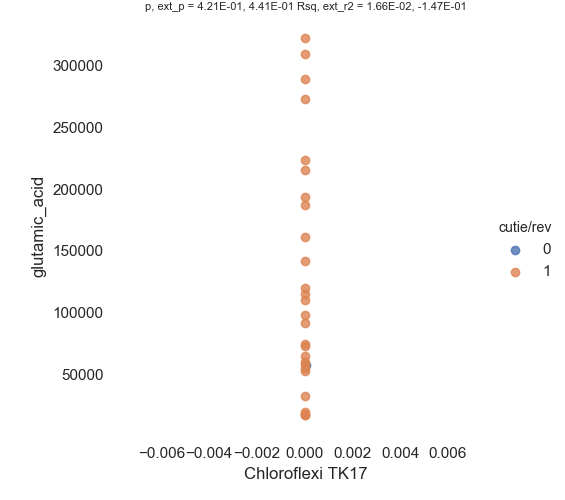 p, ext_p = 4.21E-01, 4.41E-01 Rsq, ext_r2 = 1.66E-02, -1.47E-01
300000
250000
200000
150000
100000
50000
glutamic_acid
cutie/rev
0
1
−0.006 −0.004 −0.002 0.000 0.002 0.004 0.006
Chloroflexi TK17